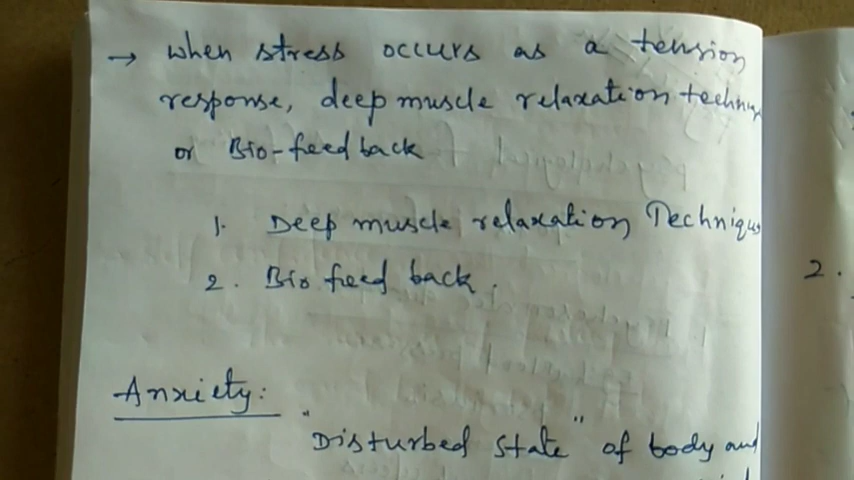 → when stress occurs as a tension
response, deep muscle relaxation techniq
or Bio-feed back
1. Deep muscle relaxation Techniques
2. Bio feed back.
Anxiety:
"Disturbed state" of body and
2.